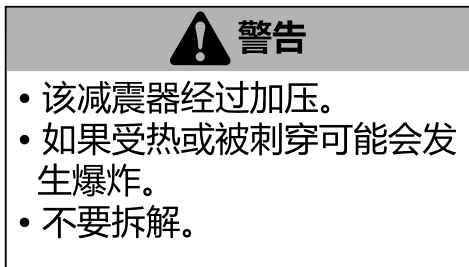 警告
• 该减震器经过加压。
• 如果受热或被刺穿可能会发
生爆炸。
• 不要拆解。